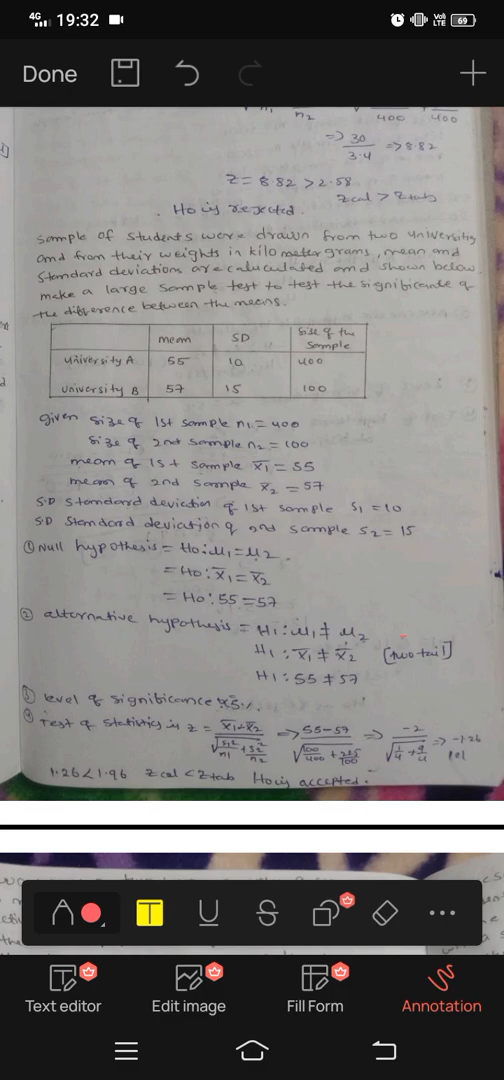 4G 19:32 Vo) LTE 69
Done
n1 n2 400 400
=> 30/3.4 => 8.82
Z = 8.82 > 2.58
Zcal > Ztab
. Ho is rejected.
Sample of students were drawn from two Universities
and from their weights in kilo meter grams, mean and
standard deviations are calculated and shown below.
make a large sample test to test the significance of
the difference between the means.
mean SD Size of the Sample
University A 55 10 400
University B 57 15 100
given size of 1st sample n1 = 400
size of 2nd sample n2 = 100
mean of 1st sample x̄1 = 55
mean of 2nd sample x̄2 = 57
S.D standard deviation of 1st sample S1 = 10
S.D standard deviation of 2nd sample S2 = 15
① Null hypothesis = Ho: μ1 = μ2
= Ho: x̄1 = x̄2
= Ho: 55 = 57
② alternative hypothesis = H1: μ1 ≠ μ2
H1: x̄1 ≠ x̄2 [two tail]
H1: 55 ≠ 57
③ level of significance 5%.
④ Test of statistics is z = x̄1-x̄2/√(s1²/n1 + s2²/n2) => 55-57/√(100/400 + 225/100) => -2/√(1/4 + 9/4) => -1.26
1.26 < 1.96 Zcal < Ztab Ho is accepted.
T
U
S
Text editor
Edit image
Fill Form
Annotation